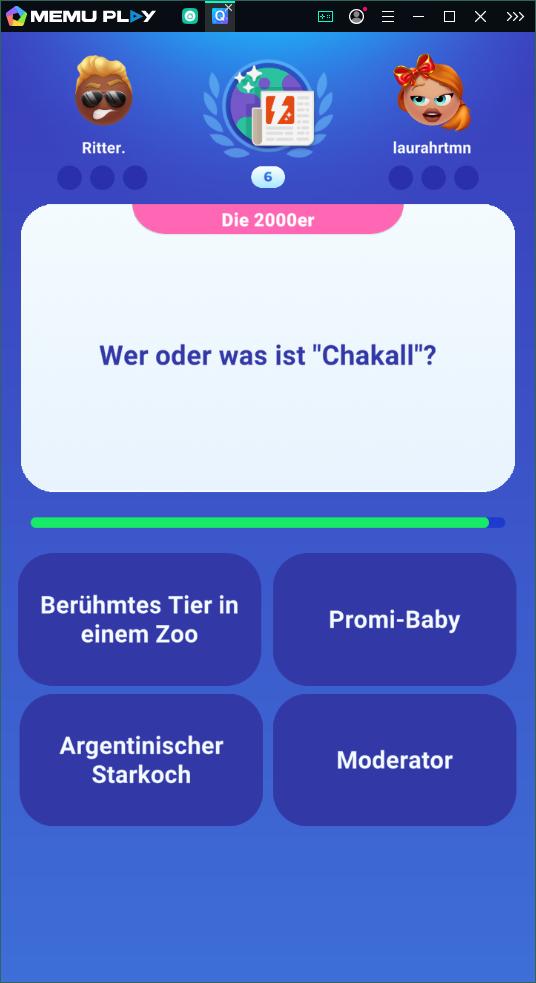 MEMU PLAY
Ritter.
laurahrtmn
6
Die 2000er
Wer oder was ist "Chakall"?
Berühmtes Tier in
einem Zoo
Promi-Baby
Argentinischer
Starkoch
Moderator